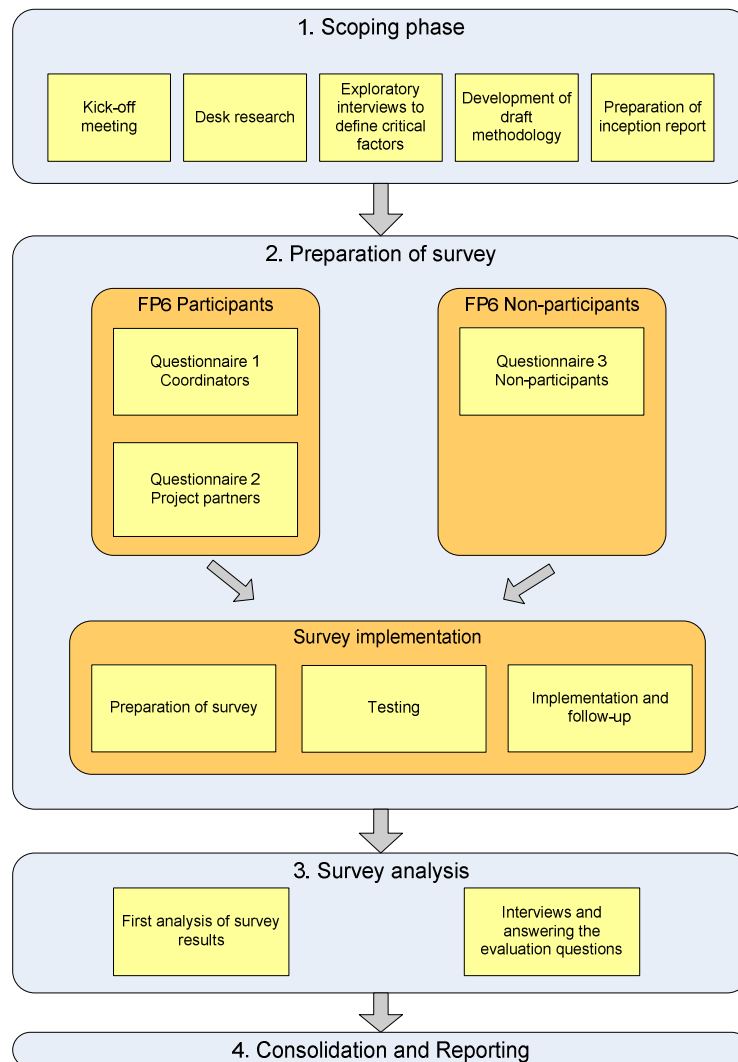 1. Scoping phase
Kick-off
meeting
Desk research
Exploratory
interviews to
define critical
factors
Development of
draft
methodology
Preparation of
inception report
2. Preparation of survey
FP6 Participants
Questionnaire 1
Coordinators
Questionnaire 2
Project partners
FP6 Non-participants
Questionnaire 3
Non-participants
Survey implementation
Preparation of survey
Testing
Implementation and
follow-up
3. Survey analysis
First analysis of survey
results
Interviews and
answering the
evaluation questions
4. Consolidation and Reporting